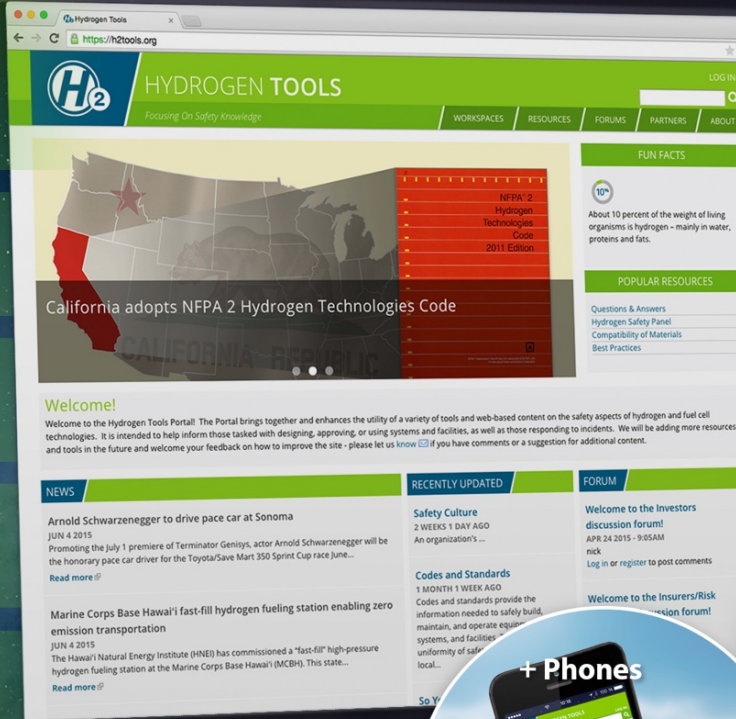 Hydrogen Tools
https://h2tools.org
H2
HYDROGEN TOOLS
Focusing On Safety Knowledge
LOG IN
WORKSPACES
RESOURCES
FORUMS
PARTNERS
ABOUT
NFPA 2
Hydrogen
Technologies
Code
2011 Edition
California adopts NFPA 2 Hydrogen Technologies Code
CALIFORNIA REPUBLIC
FUN FACTS
10%
About 10 percent of the weight of living
organisms is hydrogen – mainly in water,
proteins and fats.
POPULAR RESOURCES
Questions & Answers
Hydrogen Safety Panel
Compatibility of Materials
Best Practices
Welcome!
Welcome to the Hydrogen Tools Portal! The Portal brings together and enhances the utility of a variety of tools and web-based content on the safety aspects of hydrogen and fuel cell
technologies. It is intended to help inform those tasked with designing, approving, or using systems and facilities, as well as those responding to incidents. We will be adding more resources
and tools in the future and welcome your feedback on how to improve the site - please let us know if you have comments or a suggestion for additional content.
NEWS
Arnold Schwarzenegger to drive pace car at Sonoma
JUN 4 2015
Promoting the July 1 premiere of Terminator Genisys, actor Arnold Schwarzenegger will be
the honorary pace car driver for the Toyota/Save Mart 350 Sprint Cup race June...
Read more
Marine Corps Base Hawai'i fast-fill hydrogen fueling station enabling zero
emission transportation
JUN 4 2015
The Hawai'i Natural Energy Institute (HNEI) has commissioned a "fast-fill" high-pressure
hydrogen fueling station at the Marine Corps Base Hawai'i (MCBH). This state...
Read more
RECENTLY UPDATED
Safety Culture
2 WEEKS 1 DAY AGO
An organization's ...
Codes and Standards
1 MONTH 1 WEEK AGO
Codes and standards provide the
information needed to safely build,
maintain, and operate
systems, and facilities.
uniformity of
local...
So
FORUM
Welcome to the Investors
discussion forum!
APR 24 2015 - 9:05AM
nick
Log in or register to post comments
Welcome to the Insurers/Risk
forum!
+ Phones